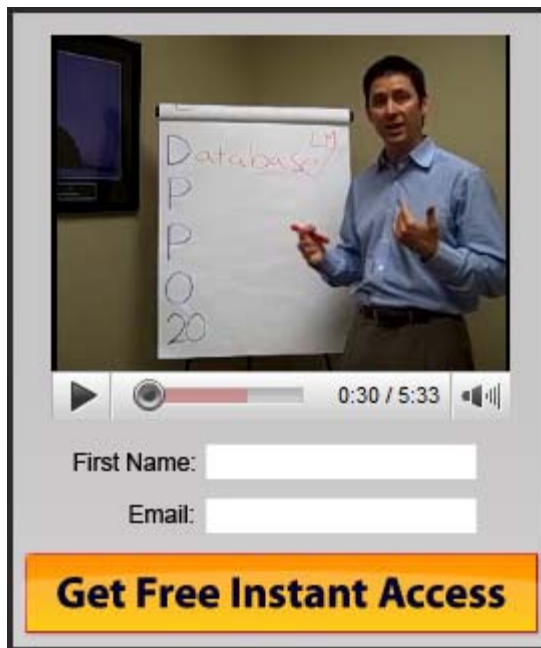 LM
Database
P
P
O
20
0:30 / 5:33
First Name:
Email:
Get Free Instant Access